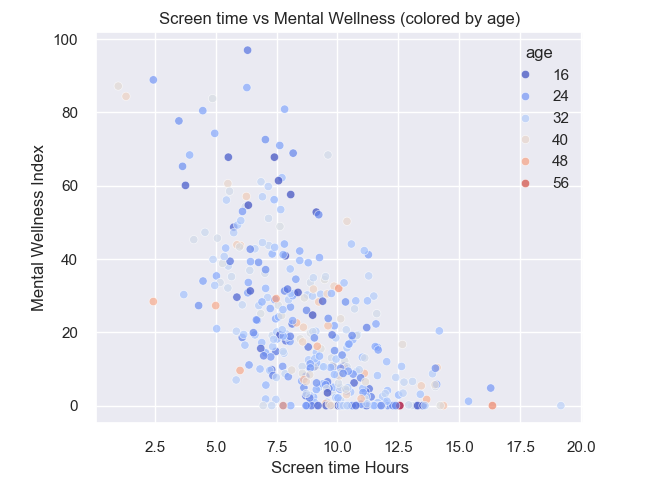 Screen time vs Mental Wellness (colored by age)
100
80
60
40
20
0
Mental Wellness Index
age
16
24
32
40
48
56
2.5 5.0 7.5 10.0 12.5 15.0 17.5 20.0
Screen time Hours